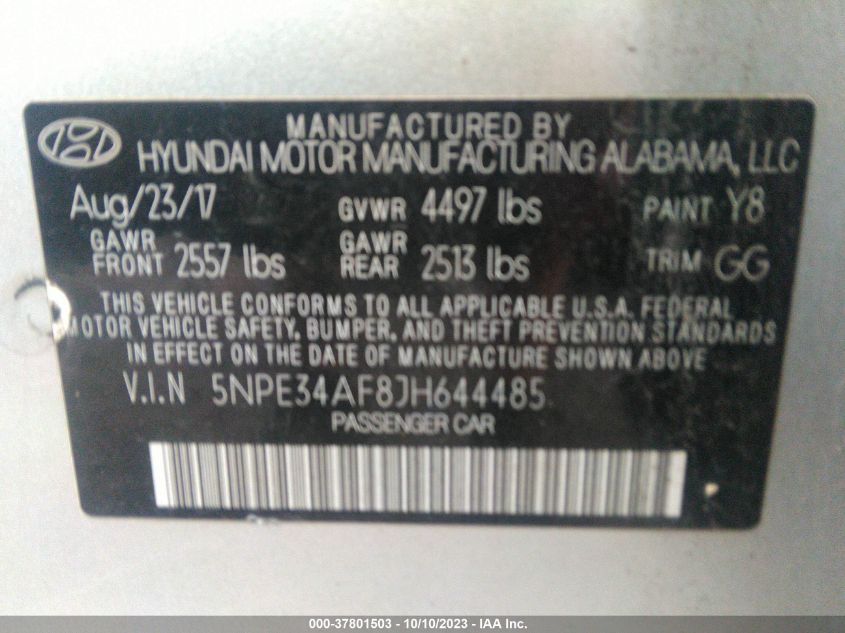 MANUFACTURED BY
HYUNDAI MOTOR MANUFACTURING ALABAMA, LLC
Aug/23/17 GVWR 4497 lbs PAINT Y8
GAWR FRONT 2557 lbs GAWR REAR 2513 lbs TRIM GG
THIS VEHICLE CONFORMS TO ALL APPLICABLE U.S.A. FEDERAL
MOTOR VEHICLE SAFETY, BUMPER, AND THEFT PREVENTION STANDARDS
IN EFFECT ON THE DATE OF MANUFACTURE SHOWN ABOVE
V.I.N 5NPE34AF8JH644485
PASSENGER CAR
000-37801503 - 10/10/2023 - IAA Inc.